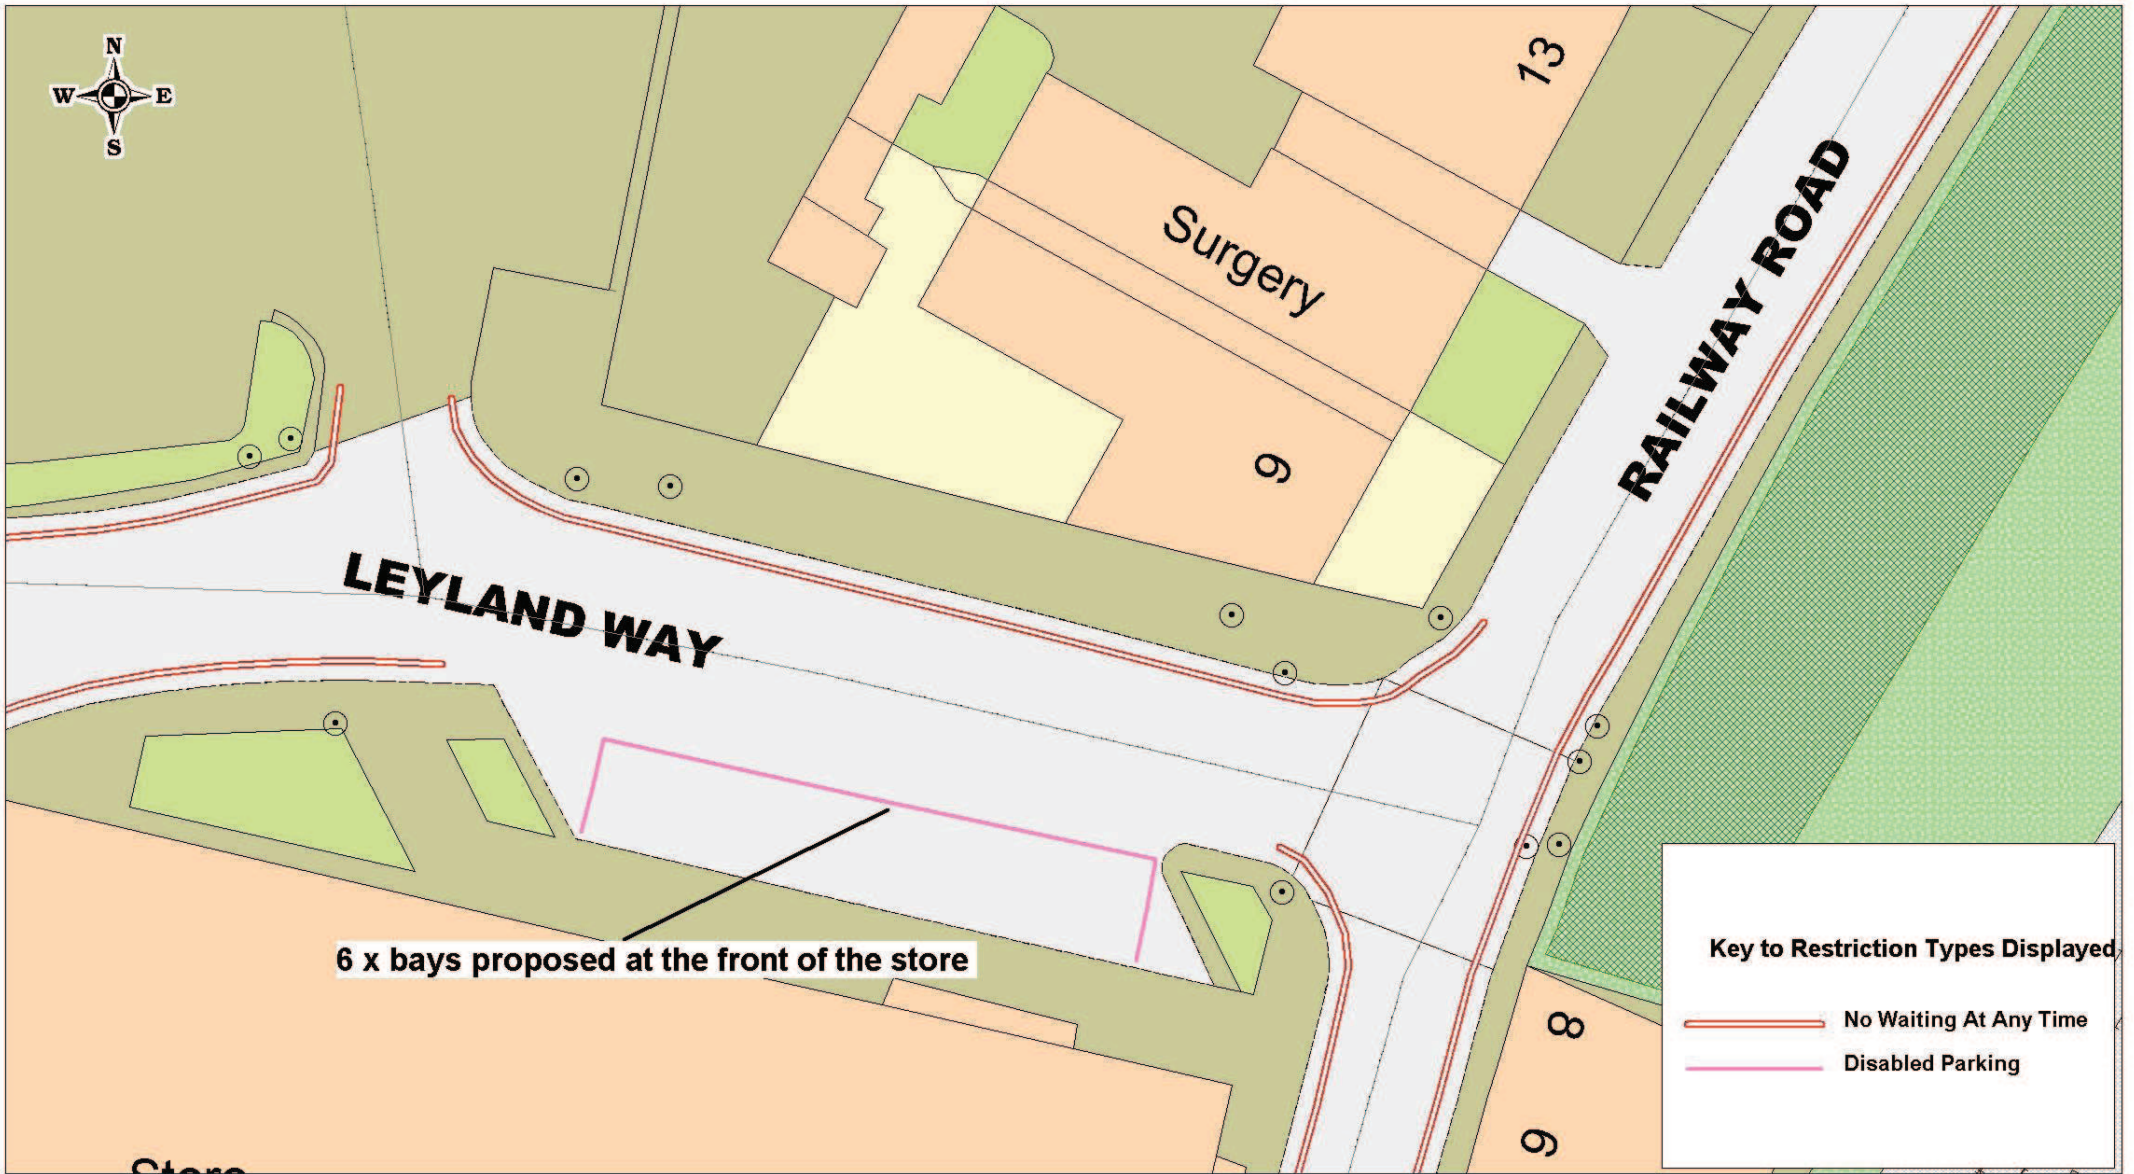 N
W E
S
13
Surgery
RAILWAY ROAD
9
LEYLAND WAY
6 x bays proposed at the front of the store
Key to Restriction Types Displayed
No Waiting At Any Time
Disabled Parking
8
9
Store